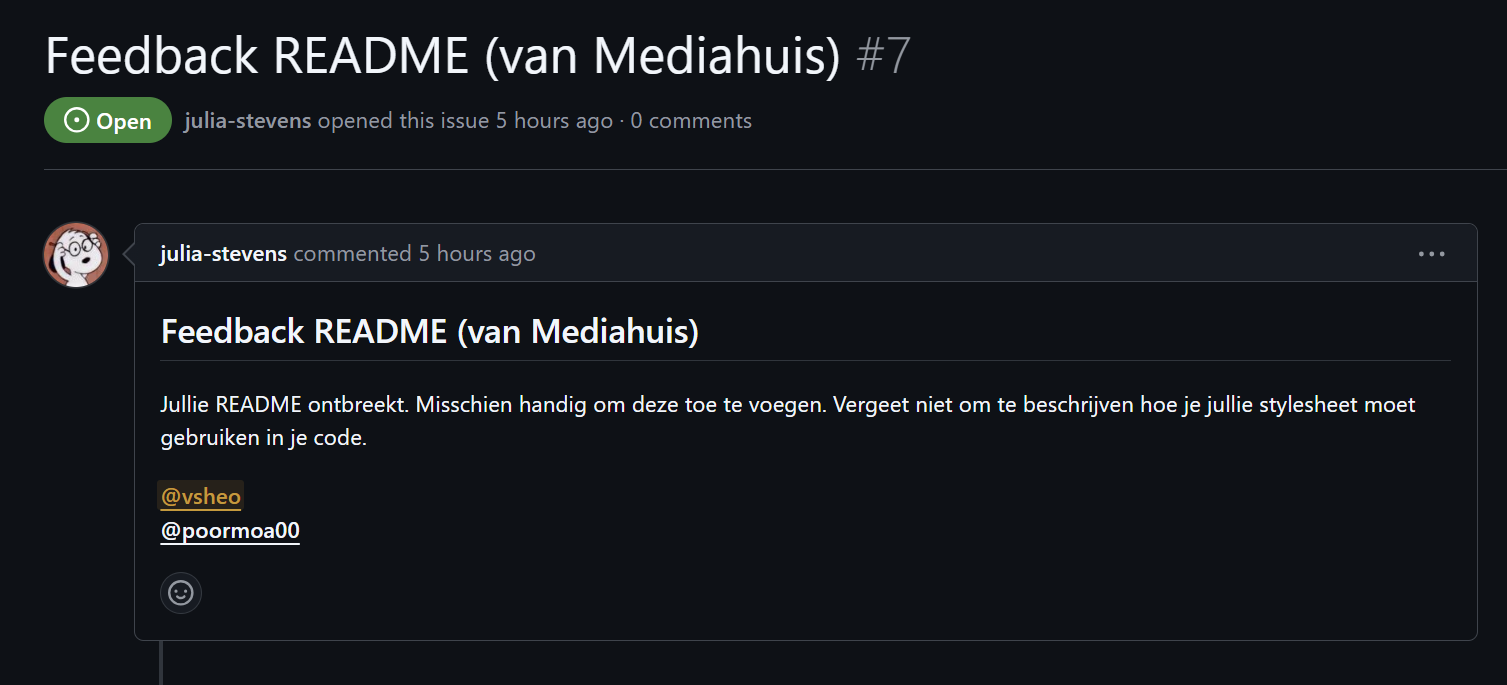 Feedback README (van Mediahuis) #7
Open julia-stevens opened this issue 5 hours ago · 0 comments
julia-stevens commented 5 hours ago
Feedback README (van Mediahuis)
Jullie README ontbreekt. Misschien handig om deze toe te voegen. Vergeet niet om te beschrijven hoe je jullie stylesheet moet
gebruiken in je code.
@vsheo
@poormoa00